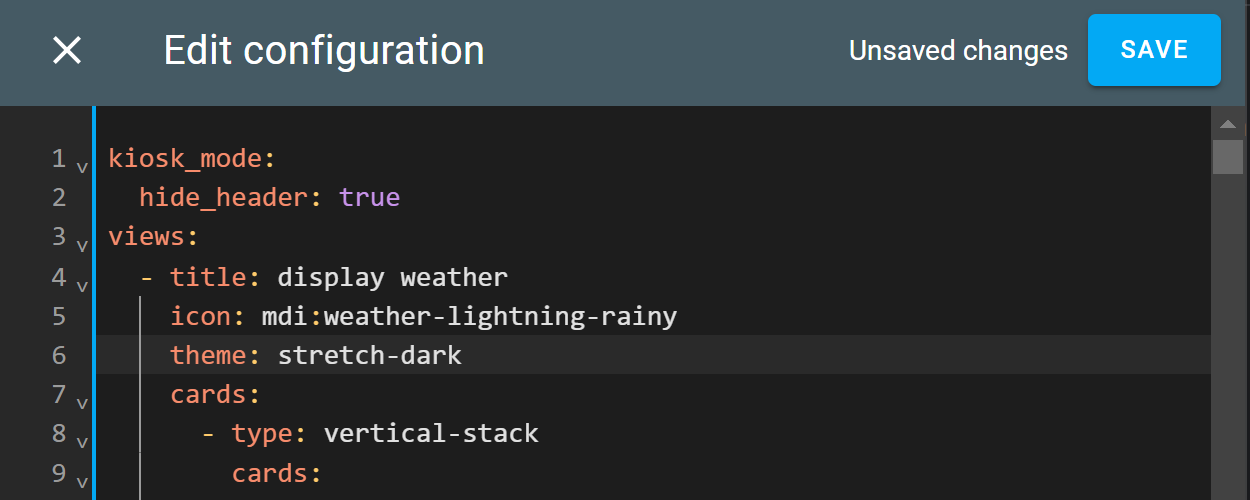 Edit configuration Unsaved changes SAVE
1 kiosk_mode:
2 hide_header: true
3 views:
4 - title: display weather
5 icon: mdi:weather-lightning-rainy
6 theme: stretch-dark
7 cards:
8 - type: vertical-stack
9 cards: